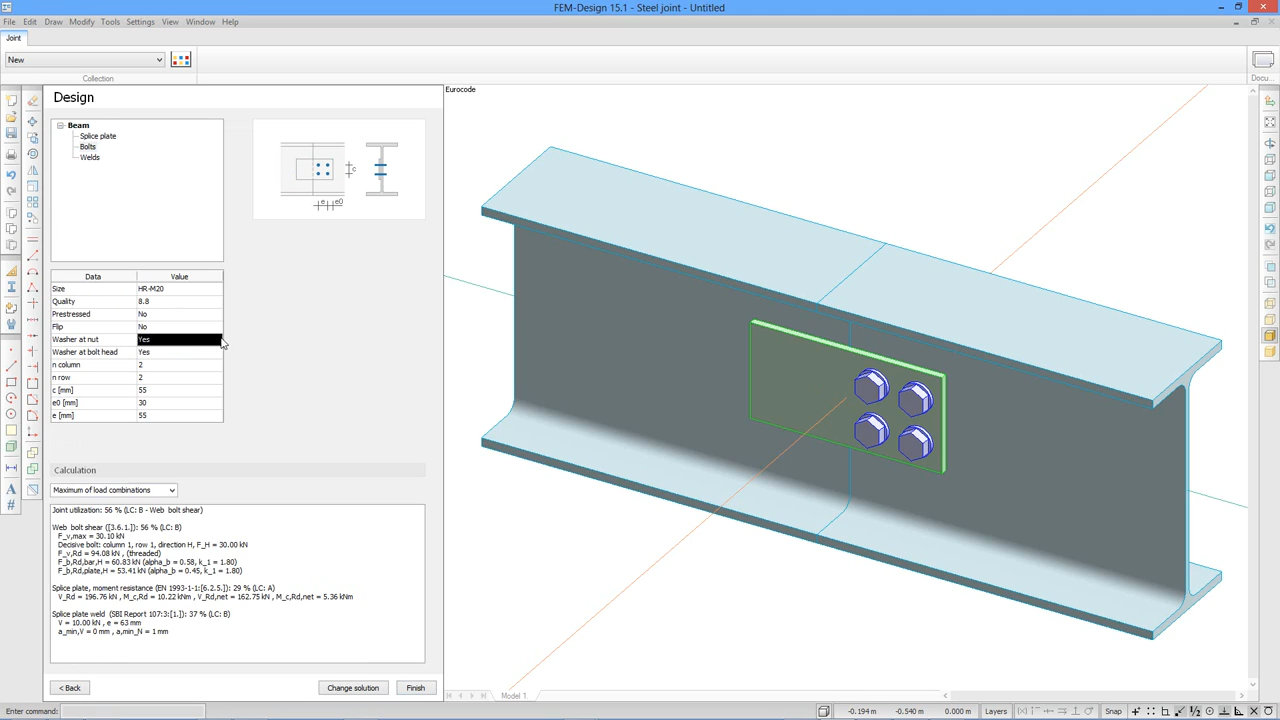 FEM-Design 15.1 - Steel joint - Untitled
File Edit Draw Modify Tools Settings View Window Help
Joint
New
Collection
Docu...
Design
Eurocode
Beam
Splice plate
Bolts
Welds
c
e e0
Data Value
Size HR-M20
Quality 8.8
Prestressed No
Flip No
Washer at nut Yes
Washer at bolt head Yes
n column 2
n row 2
c [mm] 55
e0 [mm] 30
e [mm] 55
Calculation
Maximum of load combinations
Joint utilization: 56 % (LC: B - Web bolt shear)
Web bolt shear ([3.6.1.]): 56 % (LC: B)
F_v,max = 30.10 kN
Decisive bolt: column 1, row 1, direction H, F_H = 30.00 kN
F_v,Rd = 94.08 kN , (threaded)
F_b,Rd,bar,H = 60.83 kN (alpha_b = 0.58, k_1 = 1.80)
F_b,Rd,plate,H = 53.41 kN (alpha_b = 0.45, k_1 = 1.80)
Splice plate, moment resistance (EN 1993-1-1:[6.2.5.]): 29 % (LC: A)
V_Rd = 196.76 kN , M_c,Rd = 10.22 kNm , V_Rd,net = 162.75 kN , M_c,Rd,net = 5.36 kNm
Splice plate weld (SBI Report 107:3:[1.]): 37 % (LC: B)
V = 10.00 kN , e = 63 mm
a_min,V = 0 mm , a,min_N = 1 mm
< Back Change solution Finish
Model 1.
Enter command: -0.194 m -0.540 m 0.000 m Layers Snap